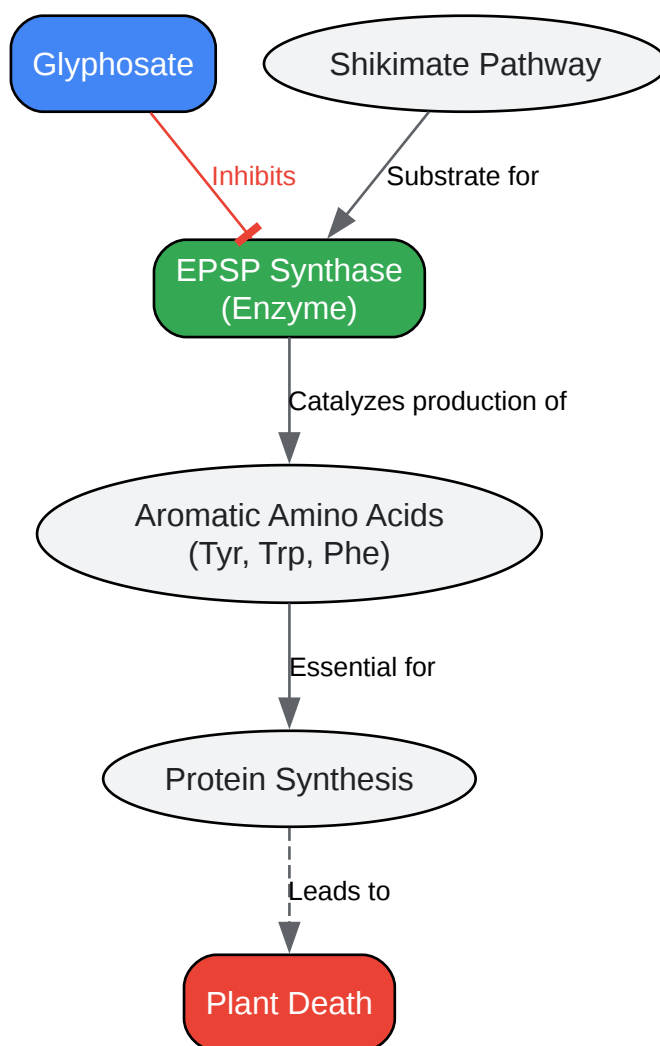 Glyphosate
Shikimate Pathway
Inhibits
Substrate for
EPSP Synthase
(Enzyme)
Catalyzes production of
Aromatic Amino Acids
(Tyr, Trp, Phe)
Essential for
Protein Synthesis
Leads to
Plant Death